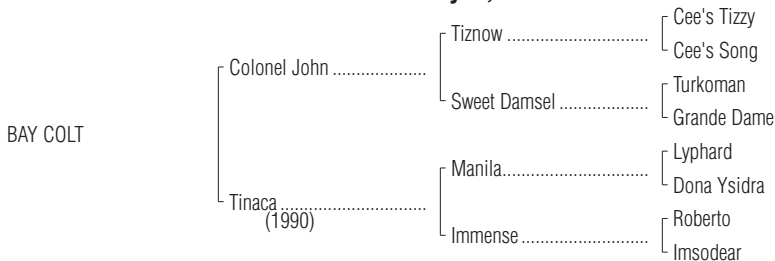 Cee's Tizzy
Tiznow
Cee's Song
Colonel John
Turkoman
Sweet Damsel
Grande Dame
BAY COLT
Lyphard
Manila
Dona Ysidra
Tinaca
(1990)
Roberto
Immense
Imsodear